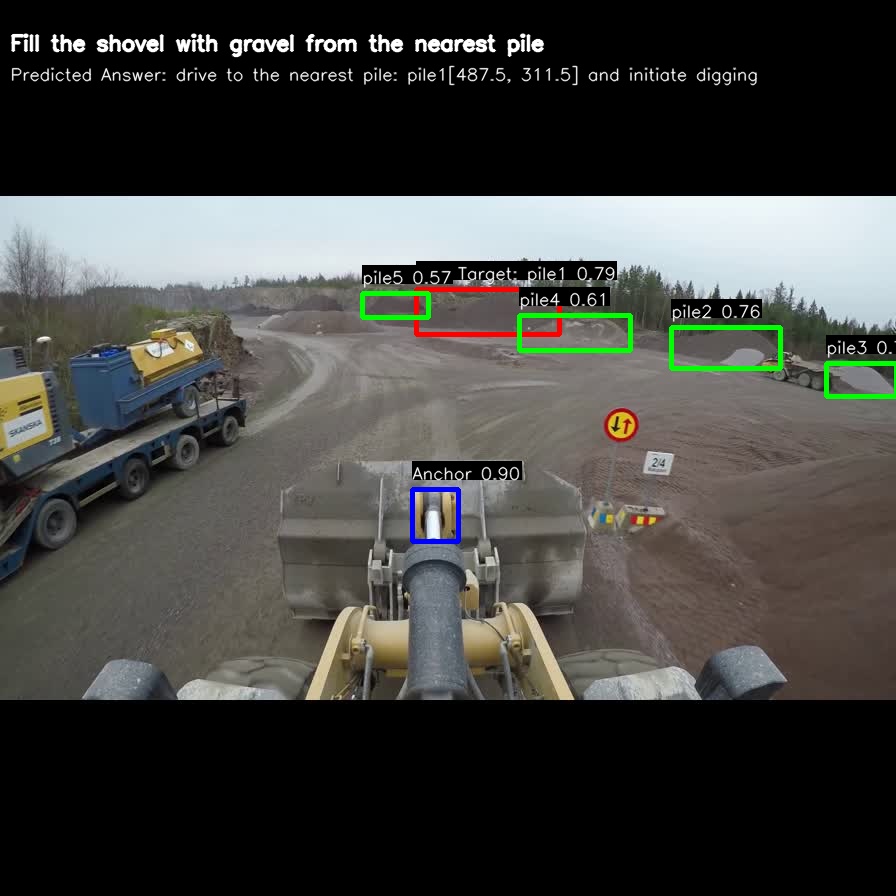 Fill the shovel with gravel from the nearest pile
Predicted Answer: drive to the nearest pile: pile1[487.5, 311.5] and initiate digging
pile5 0.57
Target: pile1 0.79
pile4 0.61
pile2 0.76
pile3 0.
SKANSKA
2/4
Anchor 0.90